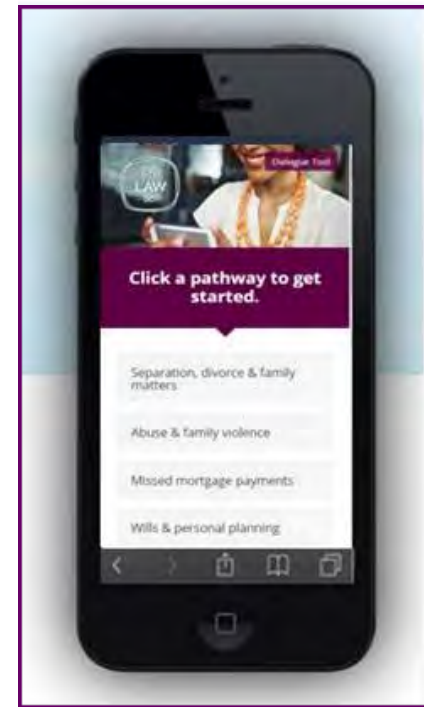 Dialogue Tool
LAW
Click a pathway to get
started.
Separation, divorce & family
matters
Abuse & family violence
Missed mortgage payments
Wills & personal planning